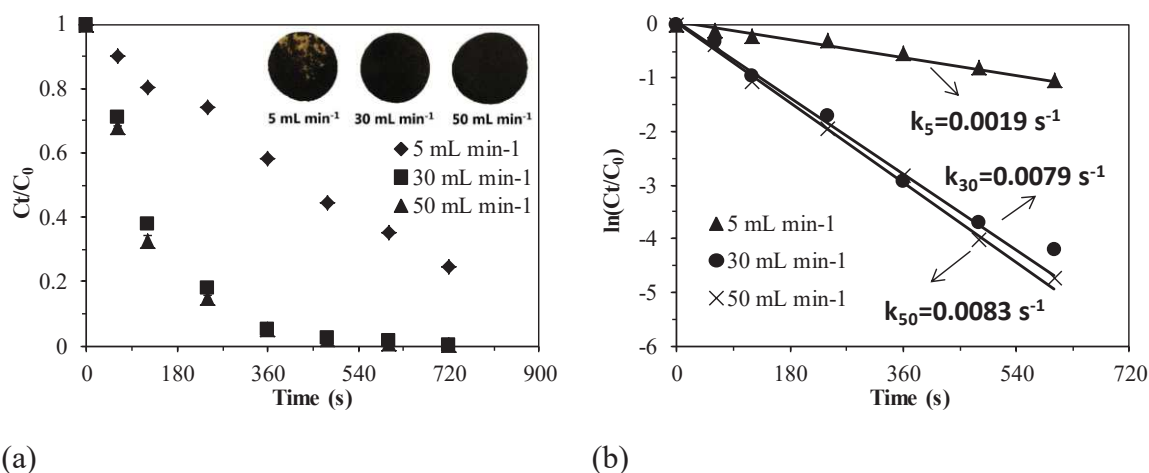 1
0.8
0.6
0.4
0.2
0
Ct/C₀
5 mL min⁻¹ 30 mL min⁻¹ 50 mL min⁻¹
5 mL min-1
30 mL min-1
50 mL min-1
0 180 360 540 720 900
Time (s)
(a)
0
-1
-2
-3
-4
-5
-6
ln(Ct/C₀)
k₅=0.0019 s⁻¹
k₃₀=0.0079 s⁻¹
5 mL min-1
30 mL min-1
50 mL min-1
k₅₀=0.0083 s⁻¹
0 180 360 540 720
Time (s)
(b)